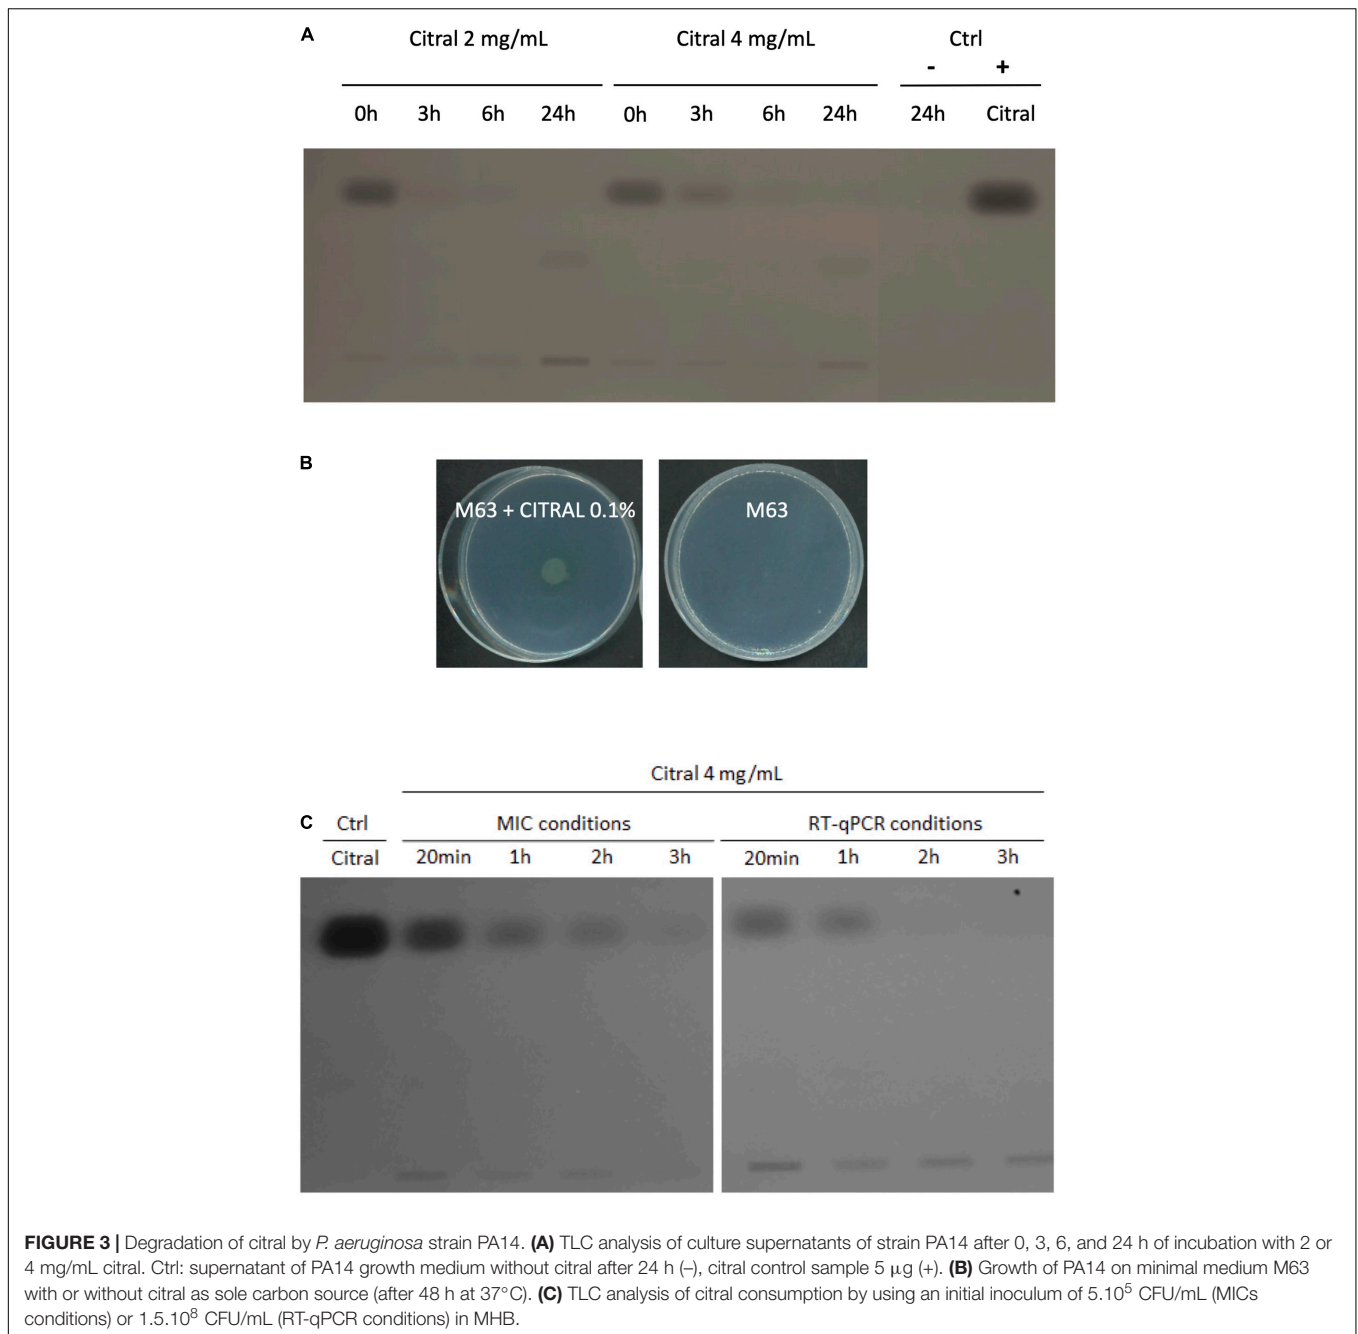 A
Citral 2 mg/mL Citral 4 mg/mL Ctrl
- +
0h 3h 6h 24h 0h 3h 6h 24h 24h Citral
B
M63 + CITRAL 0.1% M63
Citral 4 mg/mL
C Ctrl MIC conditions RT-qPCR conditions
Citral 20min 1h 2h 3h 20min 1h 2h 3h
FIGURE 3 | Degradation of citral by P. aeruginosa strain PA14. (A) TLC analysis of culture supernatants of strain PA14 after 0, 3, 6, and 24 h of incubation with 2 or
4 mg/mL citral. Ctrl: supernatant of PA14 growth medium without citral after 24 h (–), citral control sample 5 μg (+). (B) Growth of PA14 on minimal medium M63
with or without citral as sole carbon source (after 48 h at 37°C). (C) TLC analysis of citral consumption by using an initial inoculum of 5.10⁵ CFU/mL (MICs
conditions) or 1.5.10⁸ CFU/mL (RT-qPCR conditions) in MHB.